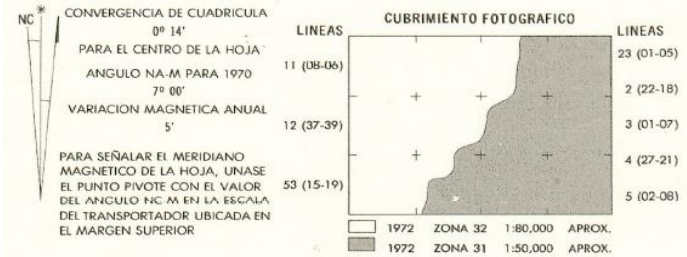 NC *
CONVERGENCIA DE CUADRICULA
0º 14'
PARA EL CENTRO DE LA HOJA
ANGULO NA-M PARA 1970
7º 00'
VARIACION MAGNETICA ANUAL
5'
PARA SEÑALAR EL MERIDIANO
MAGNETICO DE LA HOJA, UNASE
EL PUNTO PIVOTE CON EL VALOR
DEL ANGULO NC M EN LA ESCALA
DEL TRANSPORTADOR UBICADA EN
EL MARGEN SUPERIOR
CUBRIMIENTO FOTOGRAFICO
LINEAS
11 (08-06)
12 (37-39)
53 (15-19)
LINEAS
23 (01-05)
2 (22-18)
3 (01-07)
4 (27-21)
5 (02-08)
1972 ZONA 32 1:80,000 APROX.
1972 ZONA 31 1:50,000 APROX.